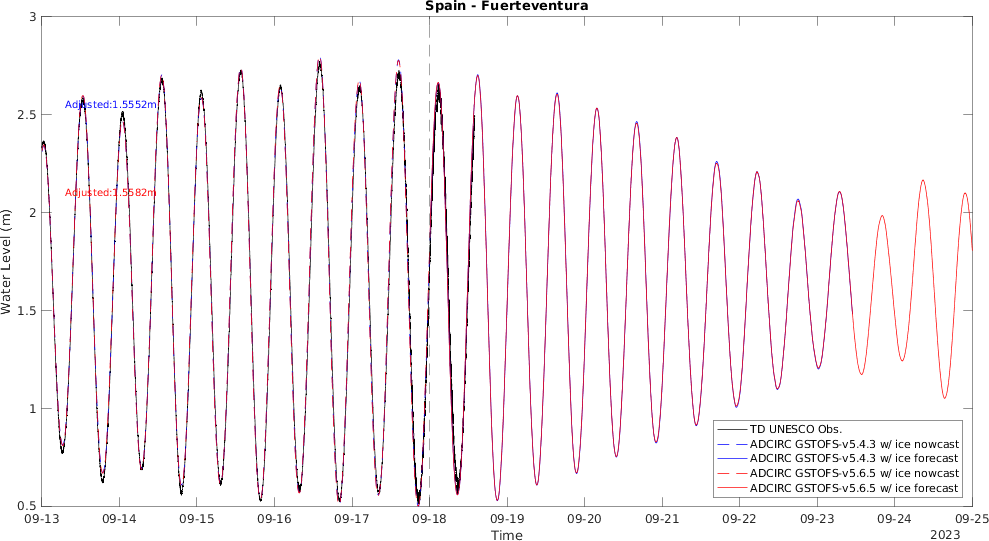 Spain - Fuerteventura
3
2.5
2
1.5
1
0.5
Water Level (m)
Adjusted:1.5552m
Adjusted:1.5582m
TD UNESCO Obs.
ADCIRC GSTOFS-v5.4.3 w/ ice nowcast
ADCIRC GSTOFS-v5.4.3 w/ ice forecast
ADCIRC GSTOFS-v5.6.5 w/ ice nowcast
ADCIRC GSTOFS-v5.6.5 w/ ice forecast
09-13 09-14 09-15 09-16 09-17 09-18 09-19 09-20 09-21 09-22 09-23 09-24 09-25
Time
2023